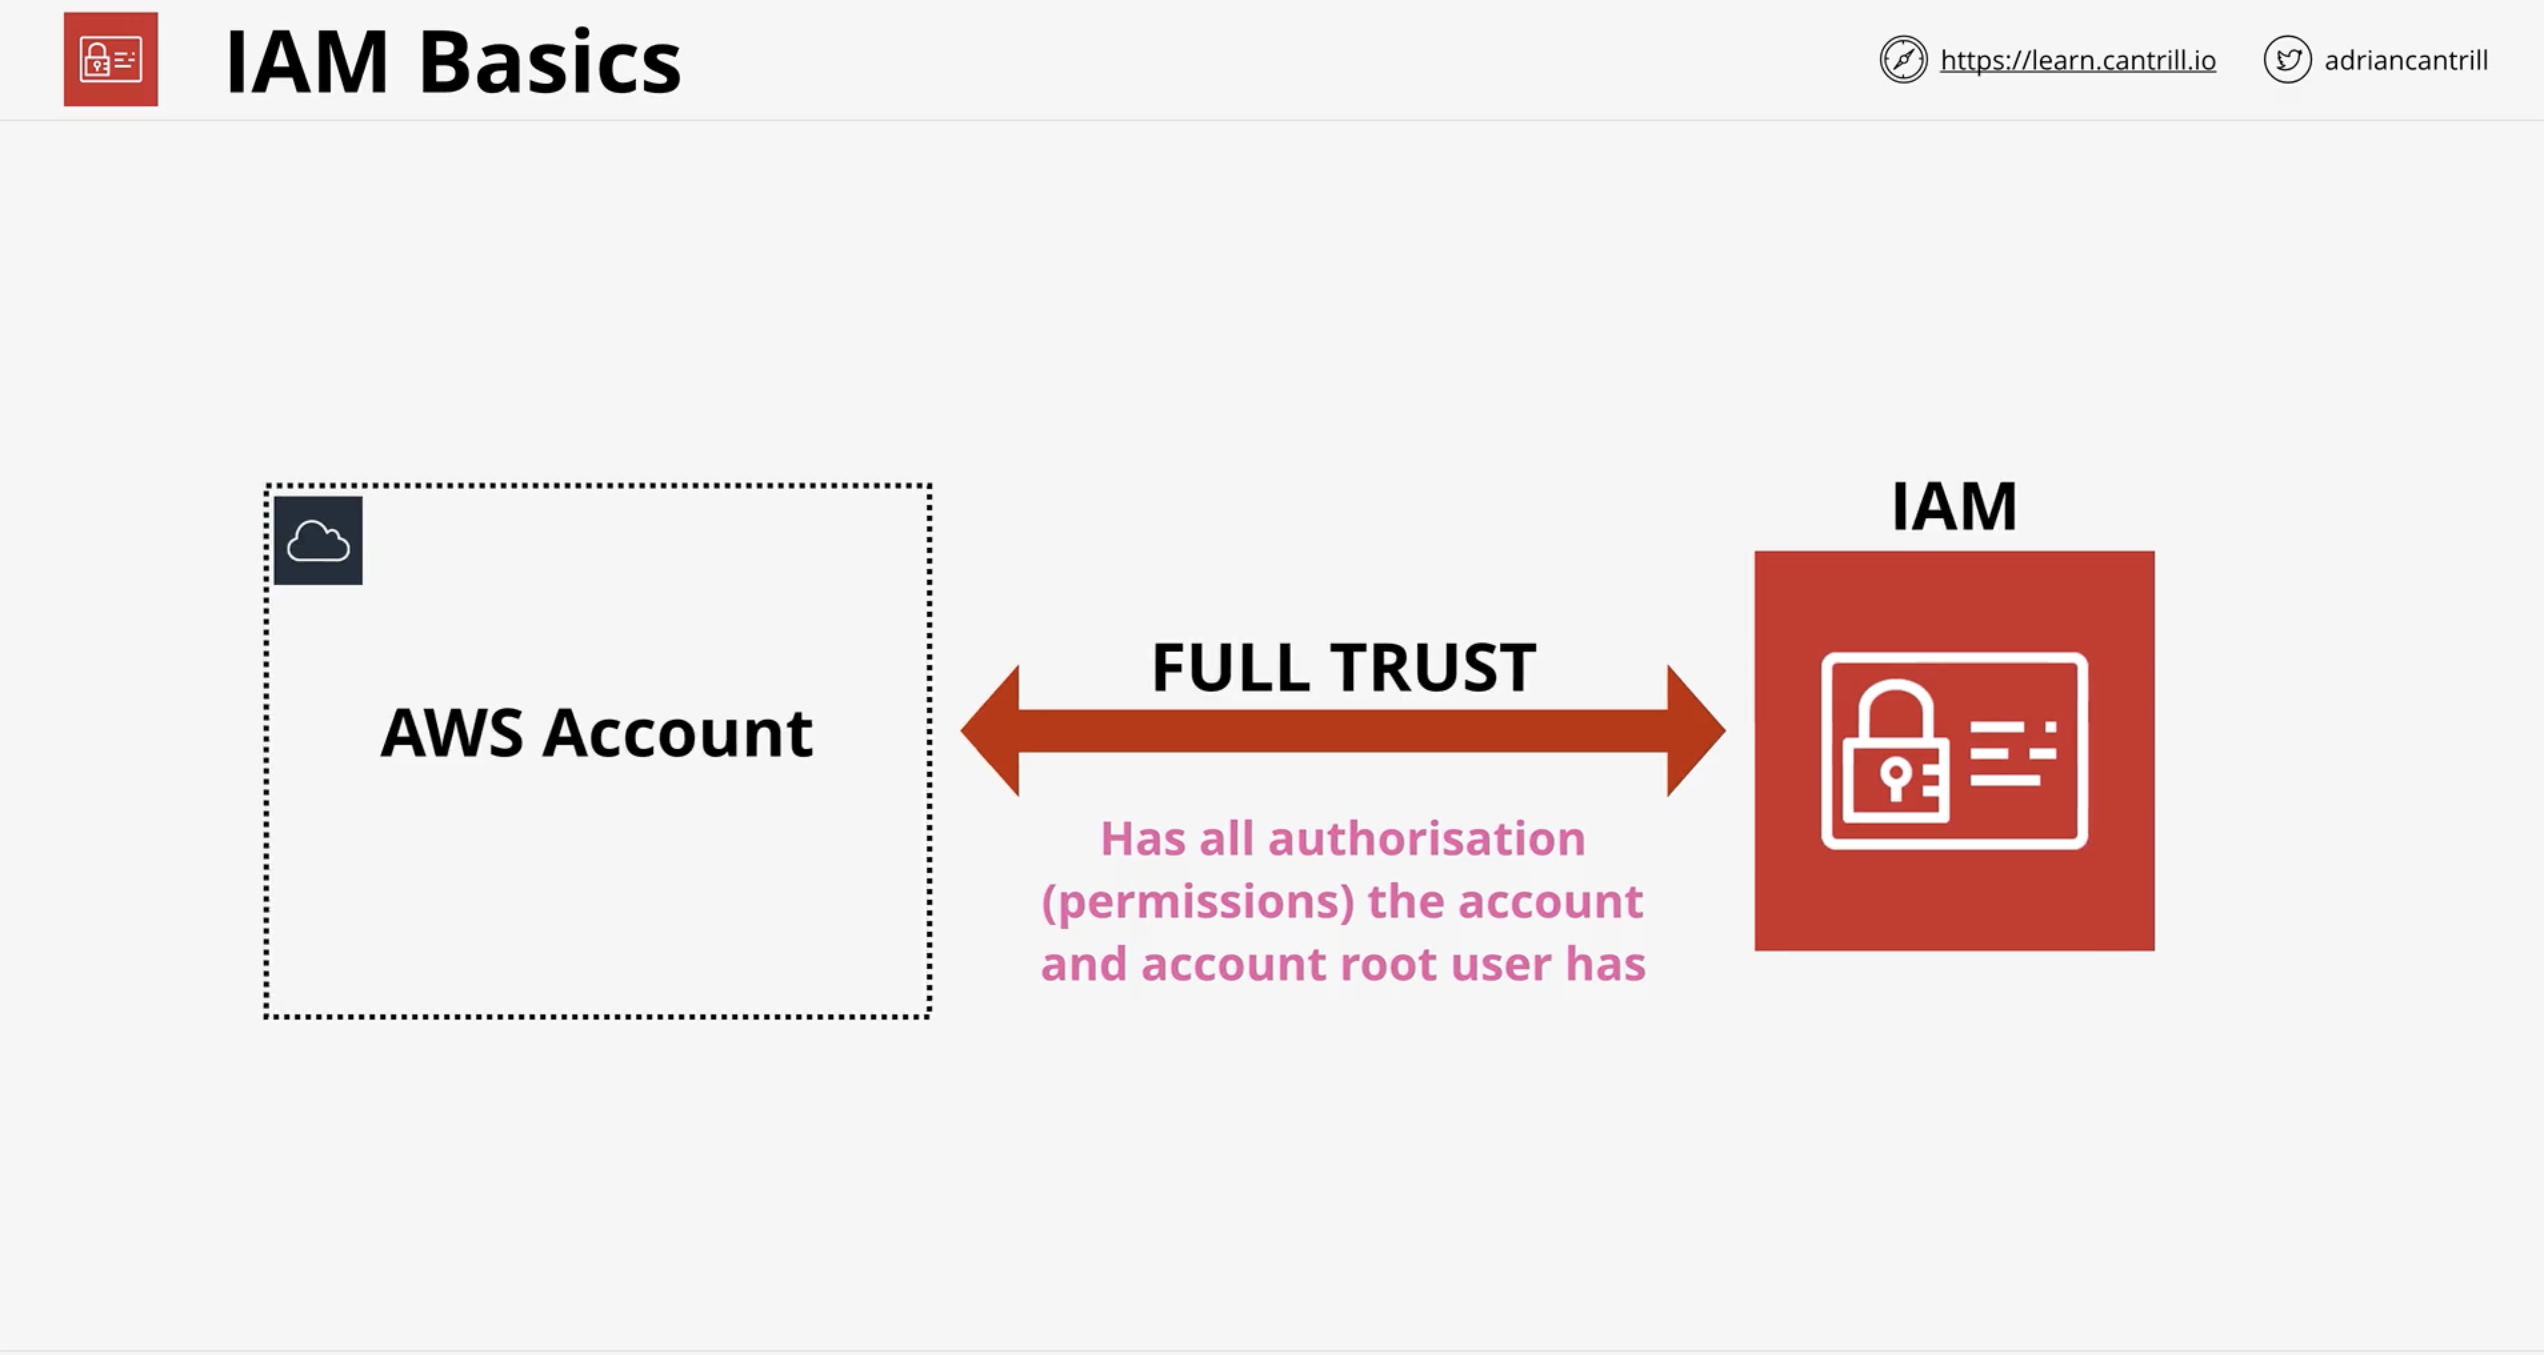 IAM Basics
https://learn.cantrill.io
adriancantrill
IAM
FULL TRUST
AWS Account
Has all authorisation
(permissions) the account
and account root user has